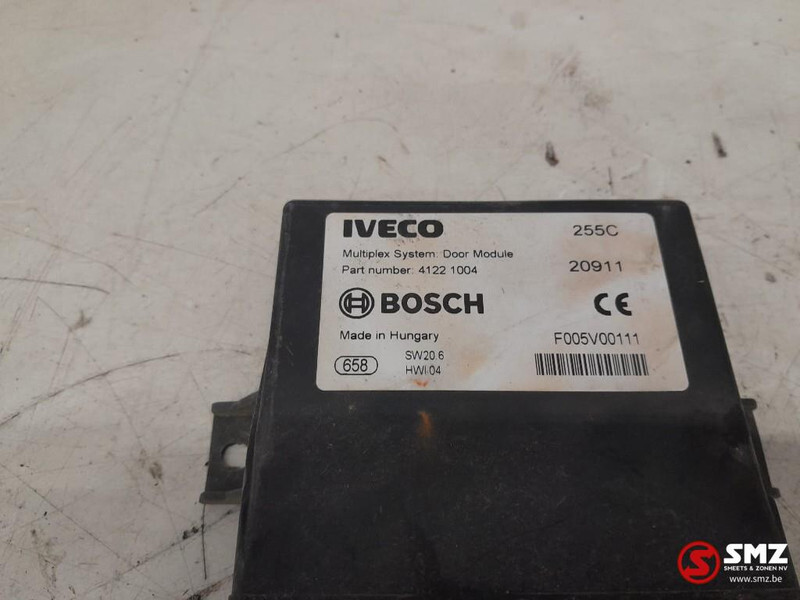 IVECO 255C
Multiplex System: Door Module
Part number: 4122 1004 20911
BOSCH CE
Made in Hungary F005V00111
658 SW20.6
HWI.04
SMZ
SMEETS & ZONEN NV
www.smz.be